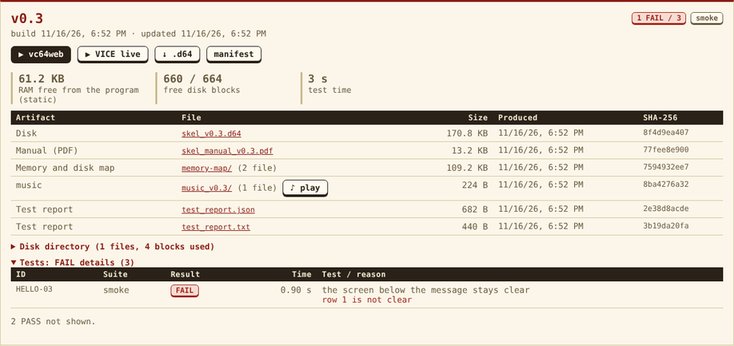 v0.3 1 FAIL / 3 smoke
build 11/16/26, 6:52 PM · updated 11/16/26, 6:52 PM
▶ vc64web ▶ VICE live ↓ .d64 manifest
61.2 KB 660 / 664 3 s
RAM free from the program free disk blocks test time
(static)
Artifact File Size Produced SHA-256
Disk skel_v0.3.d64 170.8 KB 11/16/26, 6:52 PM 8f4d9ea407
Manual (PDF) skel_manual_v0.3.pdf 13.2 KB 11/16/26, 6:52 PM 77fee8e900
Memory and disk map memory-map/ (2 file) 109.2 KB 11/16/26, 6:52 PM 7594932ee7
music music_v0.3/ (1 file) ♪ play 224 B 11/16/26, 6:52 PM 8ba4276a32
Test report test_report.json 682 B 11/16/26, 6:52 PM 2e38d8acde
Test report test_report.txt 440 B 11/16/26, 6:52 PM 3b19da20fa
▶ Disk directory (1 files, 4 blocks used)
▼ Tests: FAIL details (3)
ID Suite Result Time Test / reason
HELLO-03 smoke FAIL 0.90 s the screen below the message stays clear
row 1 is not clear
2 PASS not shown.